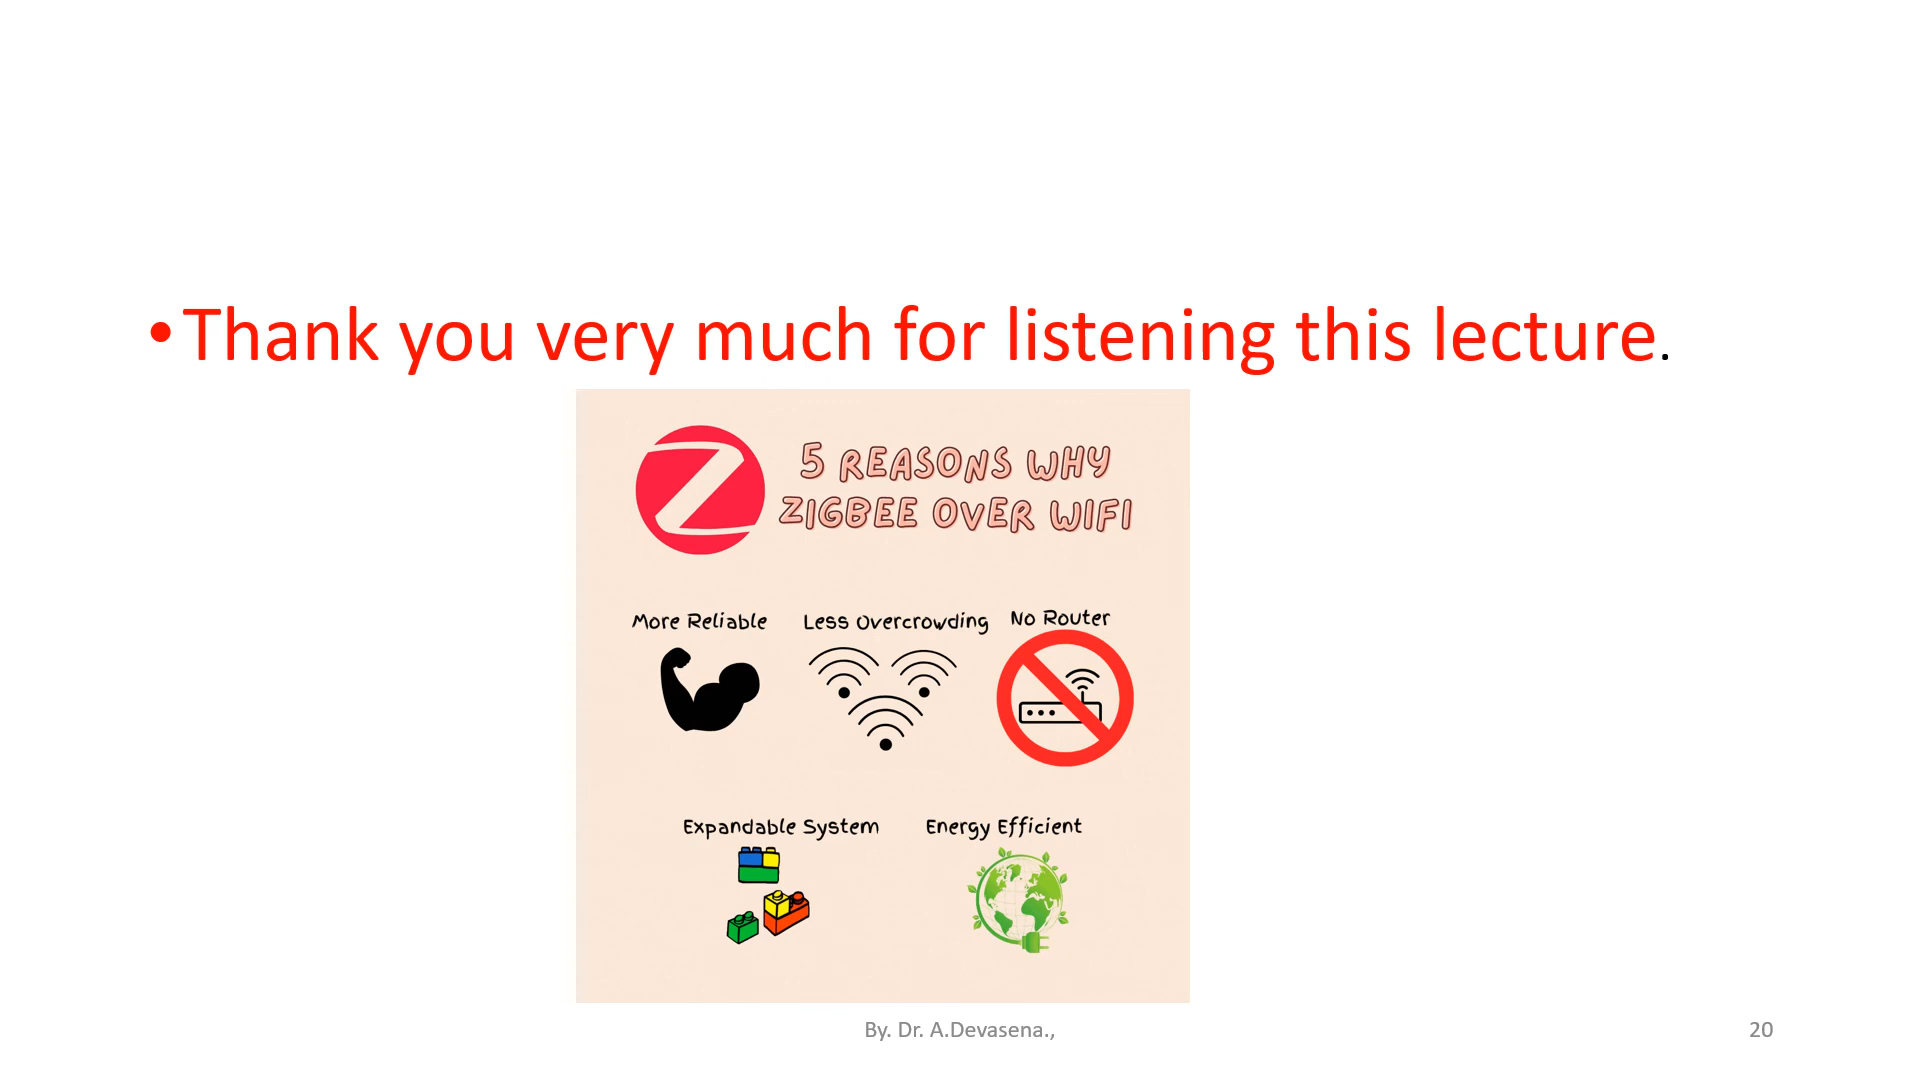 • Thank you very much for listening this lecture.
5 REASONS WHY
ZIGBEE OVER WIFI
More Reliable
Less Overcrowding
No Router
Expandable System
Energy Efficient
By. Dr. A.Devasena.,
20